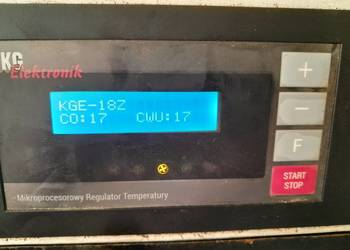 KG
Elektronik
KGE-18Z
CO:17 CWU:17
+
−
F
START
STOP
- Mikroprocesorowy Regulator Temperatury